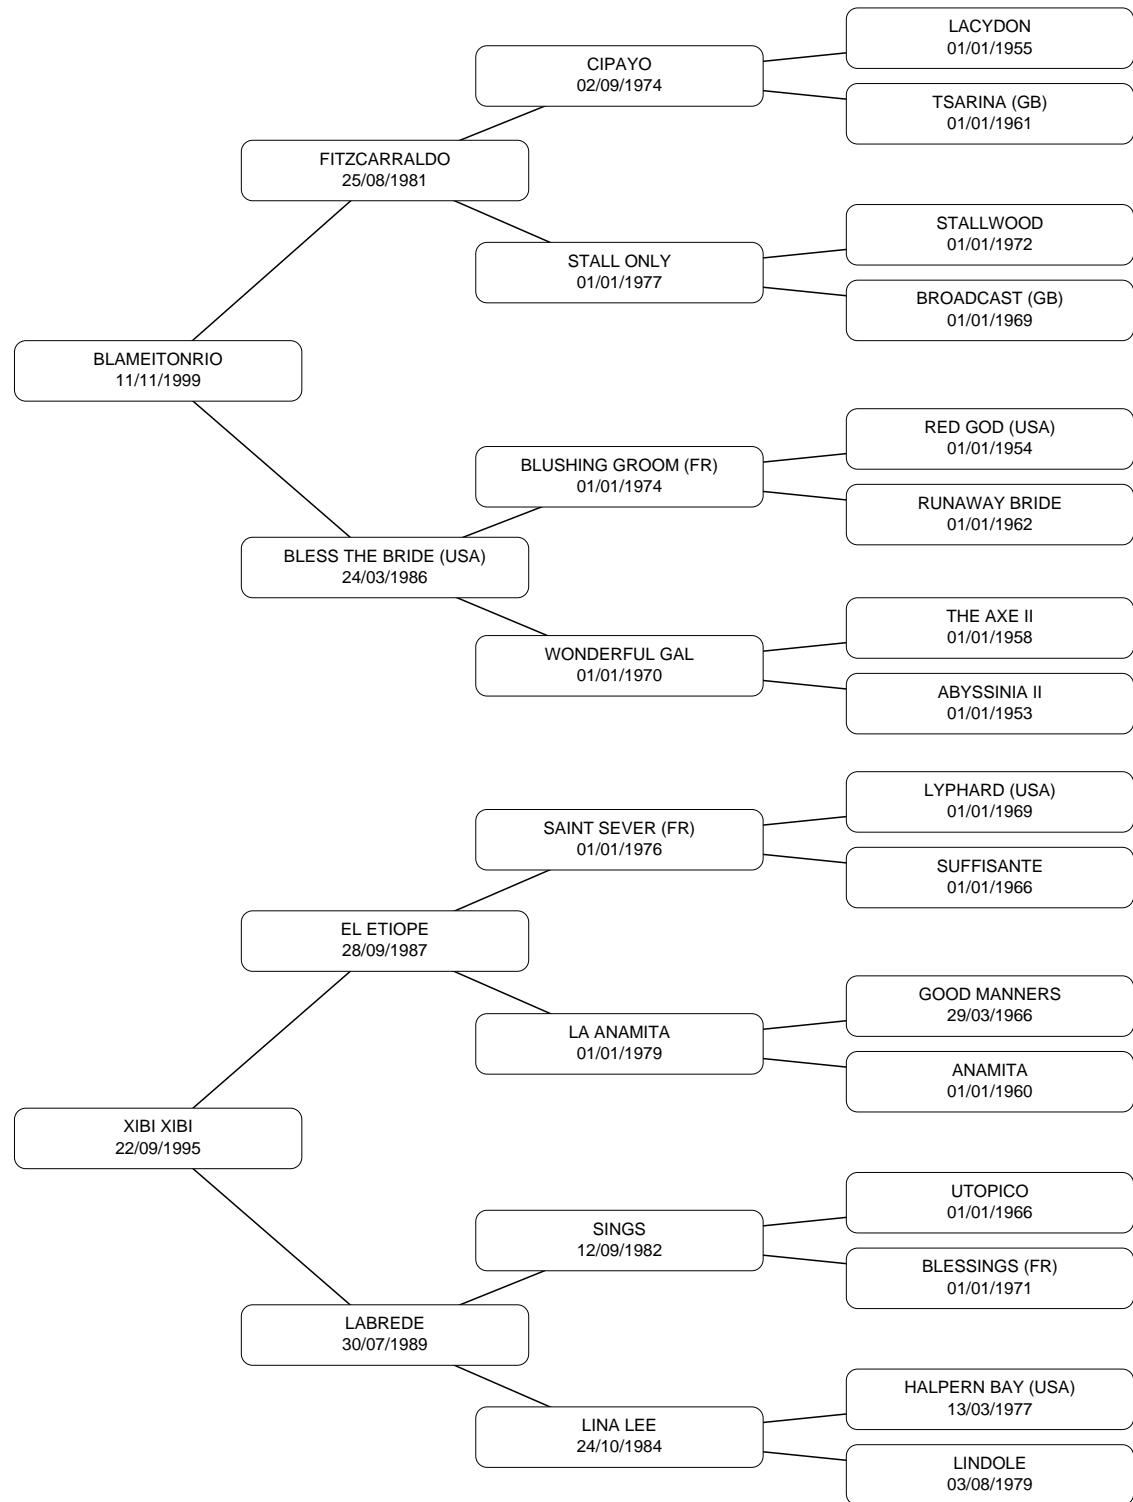 LACYDON
01/01/1955
CIPAYO
02/09/1974
TSARINA (GB)
01/01/1961
FITZCARRALDO
25/08/1981
STALLWOOD
01/01/1972
STALL ONLY
01/01/1977
BROADCAST (GB)
01/01/1969
BLAMEITONRIO
11/11/1999
RED GOD (USA)
01/01/1954
BLUSHING GROOM (FR)
01/01/1974
RUNAWAY BRIDE
01/01/1962
BLESS THE BRIDE (USA)
24/03/1986
THE AXE II
01/01/1958
WONDERFUL GAL
01/01/1970
ABYSSINIA II
01/01/1953
LYPHARD (USA)
01/01/1969
SAINT SEVER (FR)
01/01/1976
SUFFISANTE
01/01/1966
EL ETIOPE
28/09/1987
GOOD MANNERS
29/03/1966
LA ANAMITA
01/01/1979
ANAMITA
01/01/1960
XIBI XIBI
22/09/1995
UTOPICO
01/01/1966
SINGS
12/09/1982
BLESSINGS (FR)
01/01/1971
LABREDE
30/07/1989
HALPERN BAY (USA)
13/03/1977
LINA LEE
24/10/1984
LINDOLE
03/08/1979